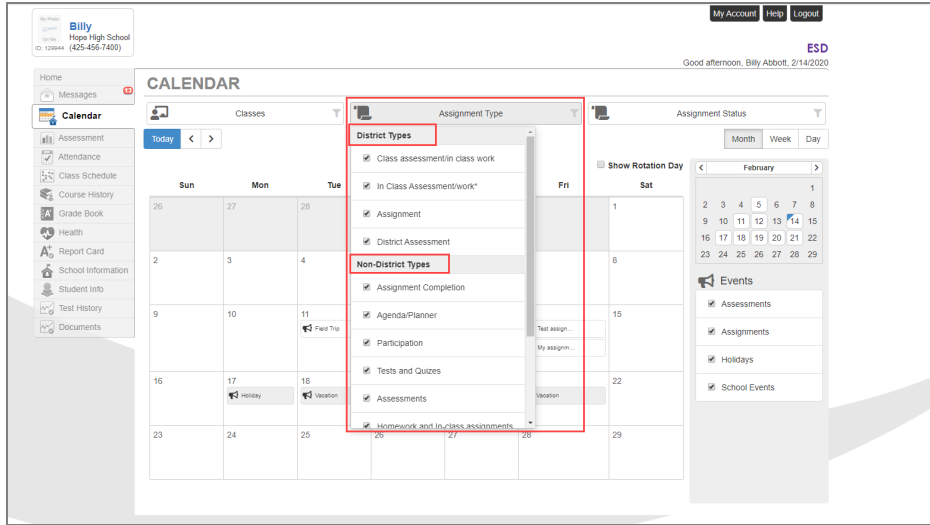 My Account Help Logout
My Photo
Billy
Hope High School
ID: 129944 (425-456-7400)
ESD
Good afternoon, Billy Abbott, 2/14/2020
Home
Messages 13
Calendar
Assessment
Attendance
Class Schedule
Course History
Grade Book
Health
Report Card
School Information
Student Info
Test History
Documents
CALENDAR
Classes Assignment Type Assignment Status
Today < >
Month Week Day
District Types
Class assessment/in class work
In Class Assessment/work*
Assignment
District Assessment
Non-District Types
Assignment Completion
Agenda/Planner
Participation
Tests and Quizes
Assessments
Homework and In-class assignments
Show Rotation Day
Sun Mon Tue Fri Sat
26 27 28 1
2 3 4 8
9 10 11 15
Field Trip Test assign...
My assignm...
16 17 18 22
Holiday Vacation Vacation
23 24 25 26 27 28 29
< February >
1
2 3 4 5 6 7 8
9 10 11 12 13 14 15
16 17 18 19 20 21 22
23 24 25 26 27 28 29
Events
Assessments
Assignments
Holidays
School Events